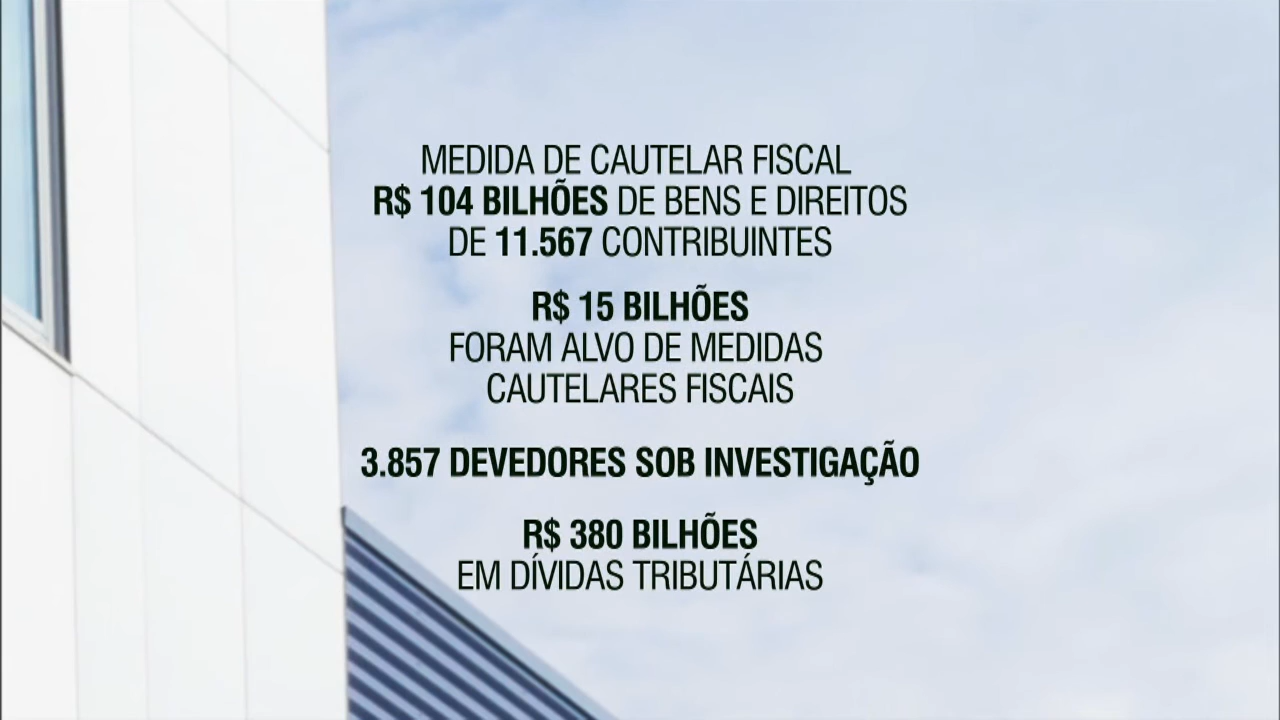 MEDIDA DE CAUTELAR FISCAL
R$ 104 BILHÕES DE BENS E DIREITOS
DE 11.567 CONTRIBUINTES
R$ 15 BILHÕES
FORAM ALVO DE MEDIDAS
CAUTELARES FISCAIS
3.857 DEVEDORES SOB INVESTIGAÇÃO
R$ 380 BILHÕES
EM DÍVIDAS TRIBUTÁRIAS